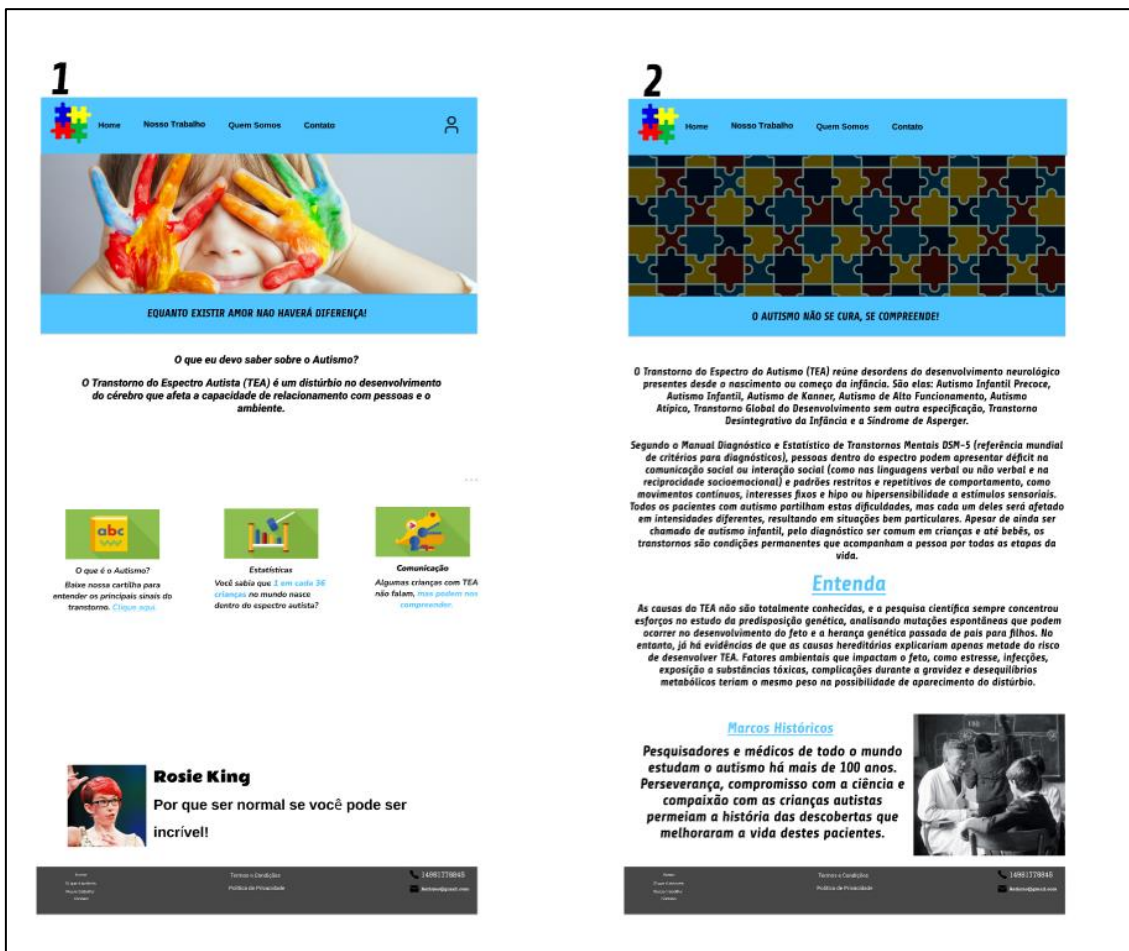 1
Home Nosso Trabalho Quem Somos Contato
EQUANTO EXISTIR AMOR NAO HAVERÁ DIFERENÇA!
O que eu devo saber sobre o Autismo?
O Transtorno do Espectro Autista (TEA) é um distúrbio no desenvolvimento
do cérebro que afeta a capacidade de relacionamento com pessoas e o
ambiente.
abc
O que é o Autismo?
Baixe nossa cartilha para
entender os principais sinais do
transtorno. Clique aqui.
Estatísticas
Você sabia que 1 em cada 36
crianças no mundo nasce
dentro do espectro autista?
Comunicação
Algumas crianças com TEA
não falam, mas podem nos
compreender.
Rosie King
Por que ser normal se você pode ser
incrível!
Home
Contato
Termos e Condições
Política de Privacidade
14991778845
2
Home Nosso Trabalho Quem Somos Contato
O AUTISMO NÃO SE CURA, SE COMPREENDE!
O Transtorno do Espectro do Autismo (TEA) reúne desordens do desenvolvimento neurológico
presentes desde o nascimento ou começo da infância. São elas: Autismo Infantil Precoce,
Autismo Infantil, Autismo de Kanner, Autismo de Alto Funcionamento, Autismo
Atípico, Transtorno Global do Desenvolvimento sem outra especificação, Transtorno
Desintegrativo da Infância e a Síndrome de Asperger.
Segundo o Manual Diagnóstico e Estatístico de Transtornos Mentais DSM-5 (referência mundial
de critérios para diagnósticos), pessoas dentro do espectro podem apresentar déficit na
comunicação social ou interação social (como nas linguagens verbal ou não verbal e na
reciprocidade socioemocional) e padrões restritos e repetitivos de comportamento, como
movimentos contínuos, interesses fixos e hipo ou hipersensibilidade a estímulos sensoriais.
Todos os pacientes com autismo partilham estas dificuldades, mas cada um deles será afetado
em intensidades diferentes, resultando em situações bem particulares. Apesar de ainda ser
chamado de autismo infantil, pelo diagnóstico ser comum em crianças e até bebês, os
transtornos são condições permanentes que acompanham a pessoa por todas as etapas da
vida.
Entenda
As causas do TEA não são totalmente conhecidas, e a pesquisa científica sempre concentrou
esforços no estudo da predisposição genética, analisando mutações espontâneas que podem
ocorrer no desenvolvimento do feto e a herança genética passada de pais para filhos. No
entanto, já há evidências de que as causas hereditárias explicariam apenas metade do risco
de desenvolver TEA. Fatores ambientais que impactam o feto, como estresse, infecções,
exposição a substâncias tóxicas, complicações durante a gravidez e desequilíbrios
metabólicos teriam o mesmo peso na possibilidade de aparecimento do distúrbio.
Marcos Históricos
Pesquisadores e médicos de todo o mundo
estudam o autismo há mais de 100 anos.
Perseverança, compromisso com a ciência e
compaixão com as crianças autistas
permeiam a história das descobertas que
melhoraram a vida destes pacientes.
Home
Contato
Termos e Condições
Política de Privacidade
14991778845